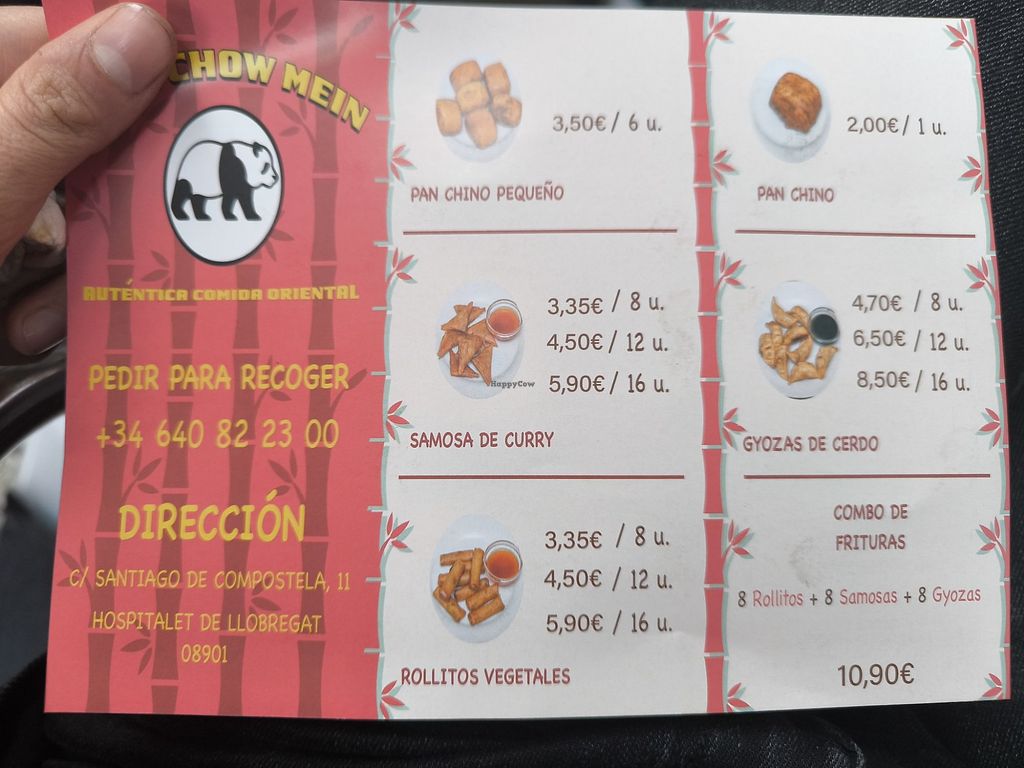 CHOW MEIN
AUTÉNTICA COMIDA ORIENTAL
PEDIR PARA RECOGER
+34 640 82 23 00
DIRECCIÓN
C/ SANTIAGO DE COMPOSTELA, 11
HOSPITALET DE LLOBREGAT
08901
3,50€ / 6 u.
PAN CHINO PEQUEÑO
3,35€ / 8 u.
4,50€ / 12 u.
5,90€ / 16 u.
HappyCow
SAMOSA DE CURRY
3,35€ / 8 u.
4,50€ / 12 u.
5,90€ / 16 u.
ROLLITOS VEGETALES
2,00€ / 1 u.
PAN CHINO
4,70€ / 8 u.
6,50€ / 12 u.
8,50€ / 16 u.
GYOZAS DE CERDO
COMBO DE
FRITURAS
8 Rollitos + 8 Samosas + 8 Gyozas
10,90€